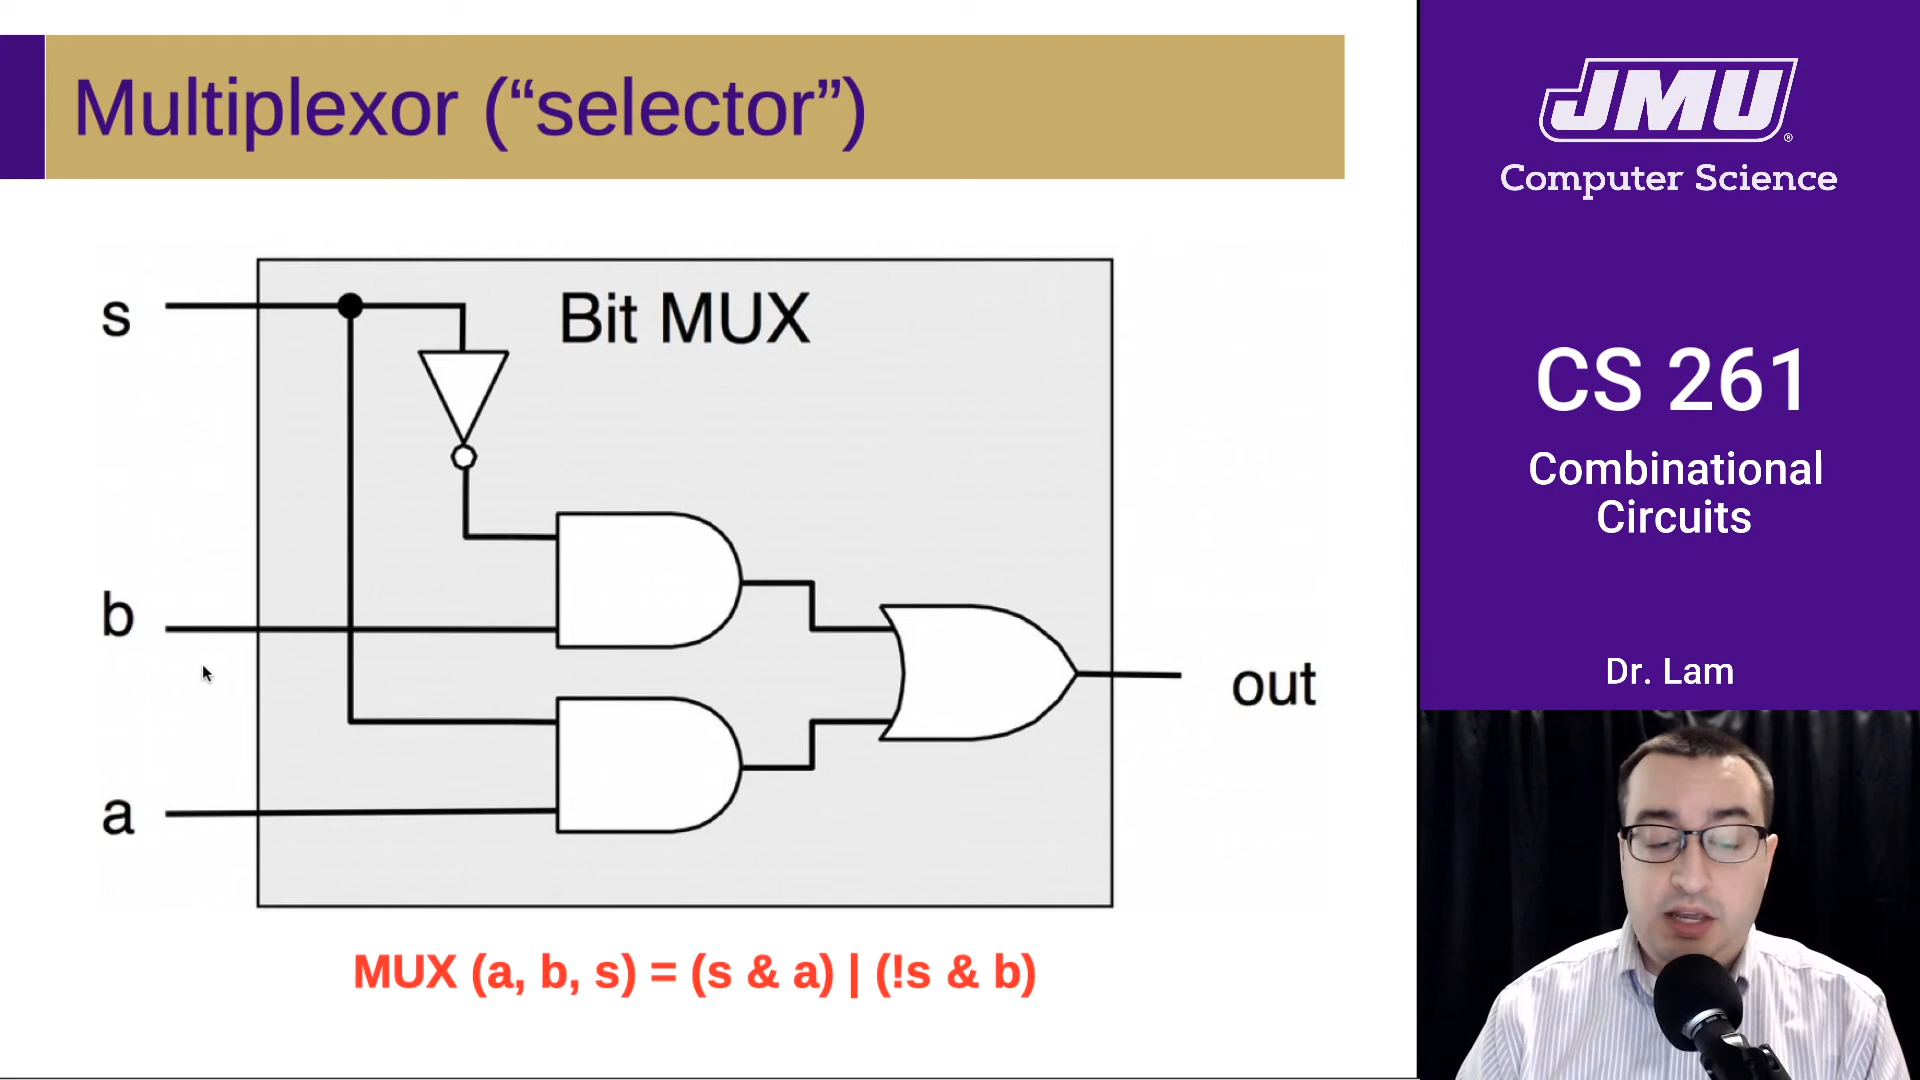 Multiplexor (“selector”)
s
Bit MUX
b
a
out
MUX (a, b, s) = (s & a) | (!s & b)
JMU®
Computer Science
CS 261
Combinational
Circuits
Dr. Lam